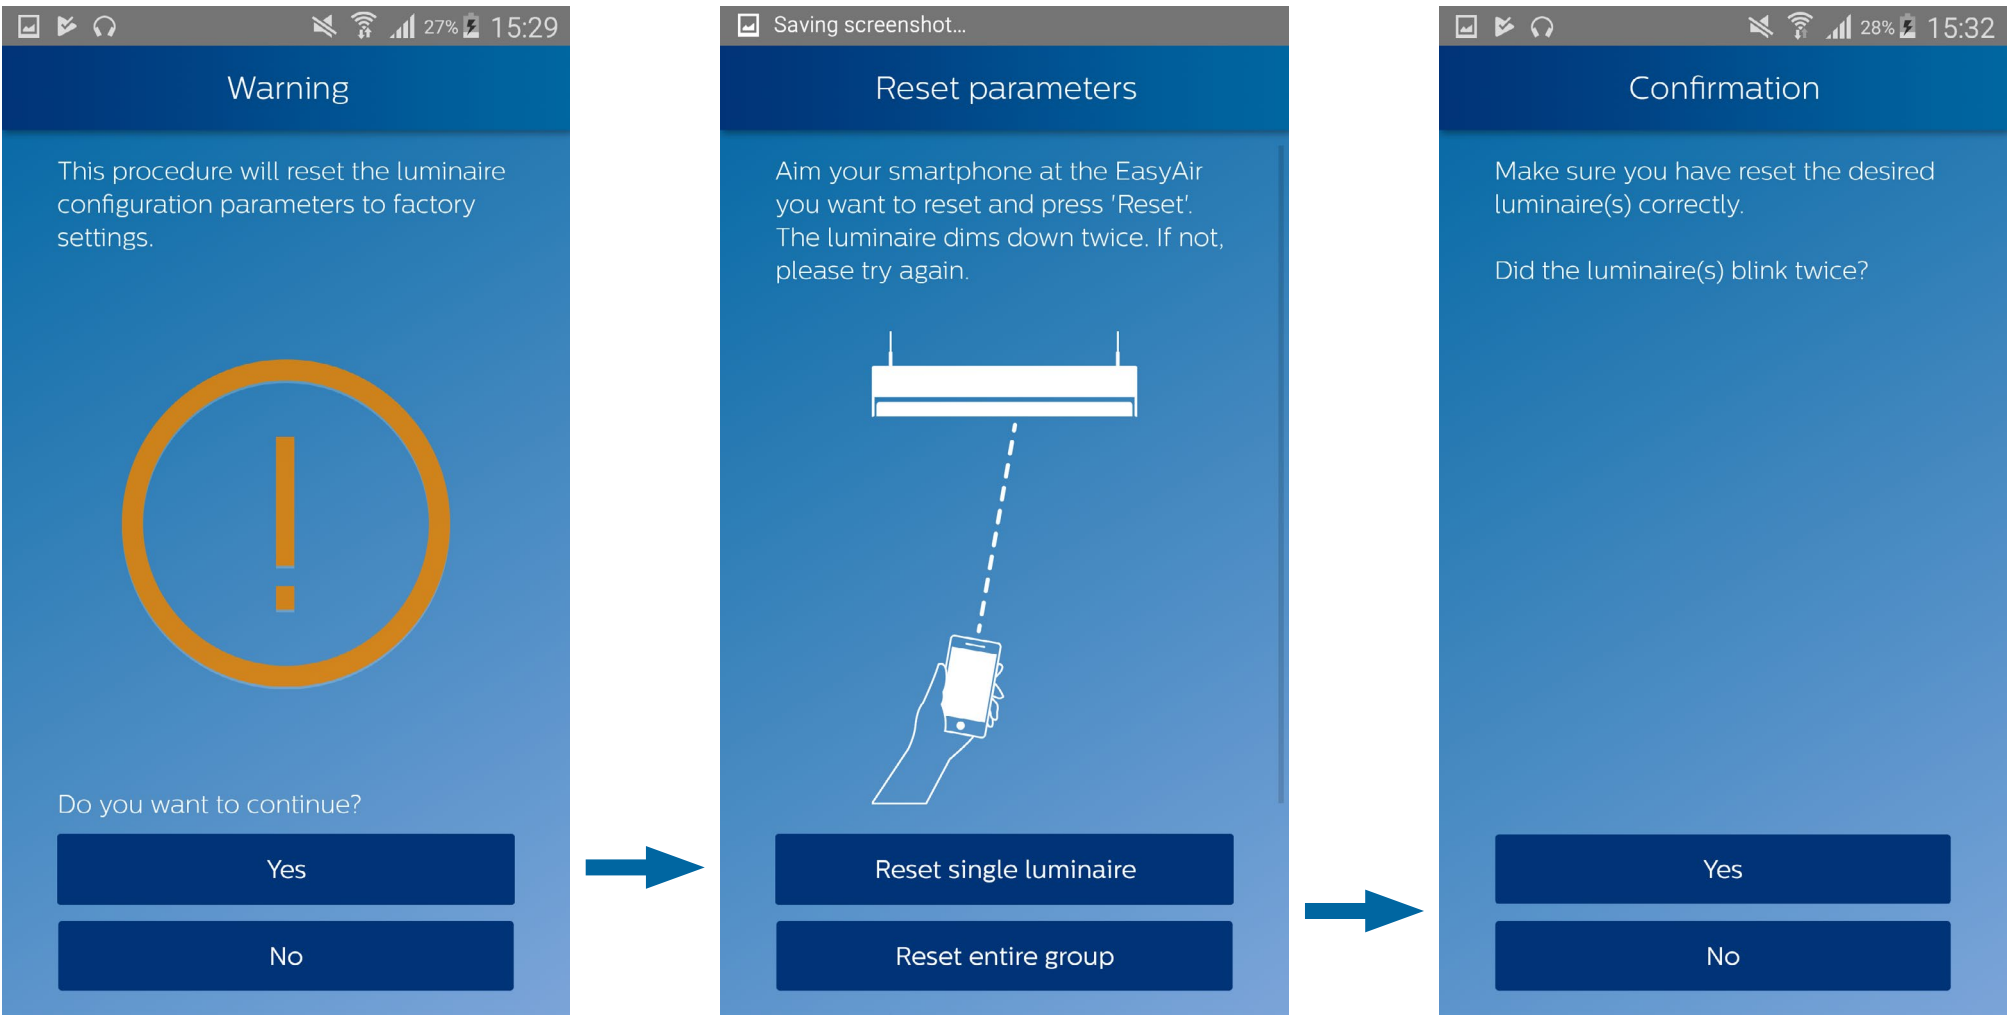 27% 15:29
Warning
This procedure will reset the luminaire
configuration parameters to factory
settings.
Do you want to continue?
Yes
No
Saving screenshot...
Reset parameters
Aim your smartphone at the EasyAir
you want to reset and press 'Reset'.
The luminaire dims down twice. If not,
please try again.
Reset single luminaire
Reset entire group
28% 15:32
Confirmation
Make sure you have reset the desired
luminaire(s) correctly.
Did the luminaire(s) blink twice?
Yes
No